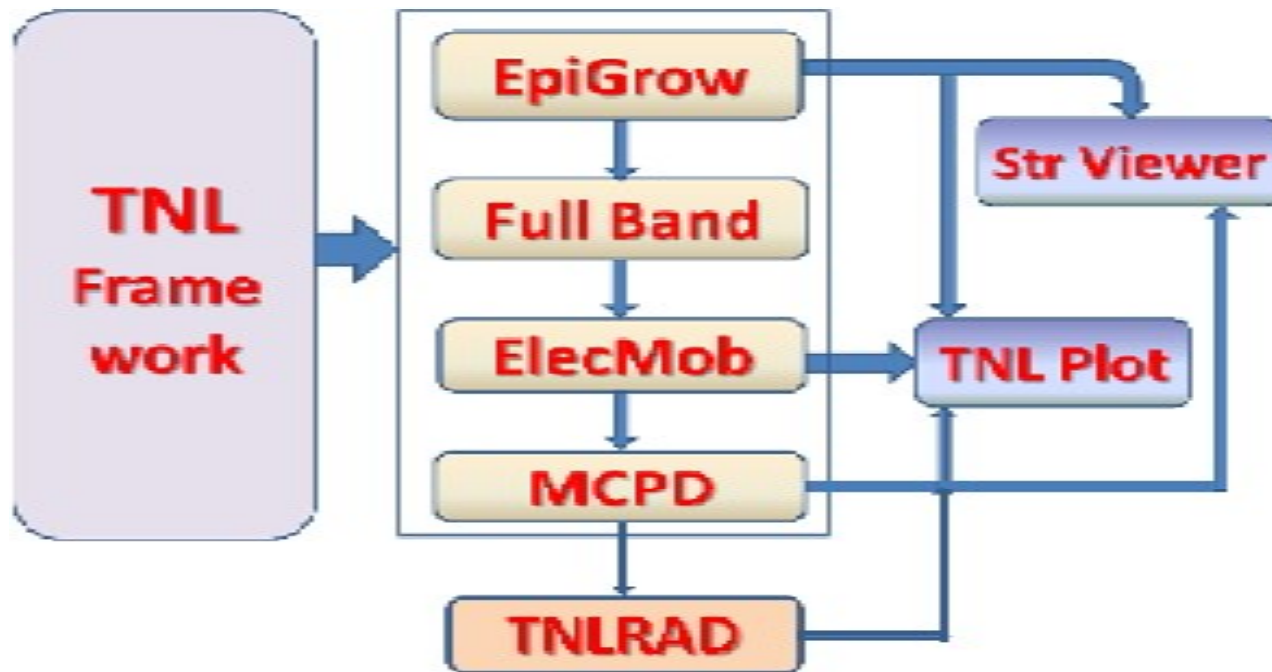 TNL
Frame
work
EpiGrow
Full Band
ElecMob
MCPD
TNLRAD
Str Viewer
TNL Plot